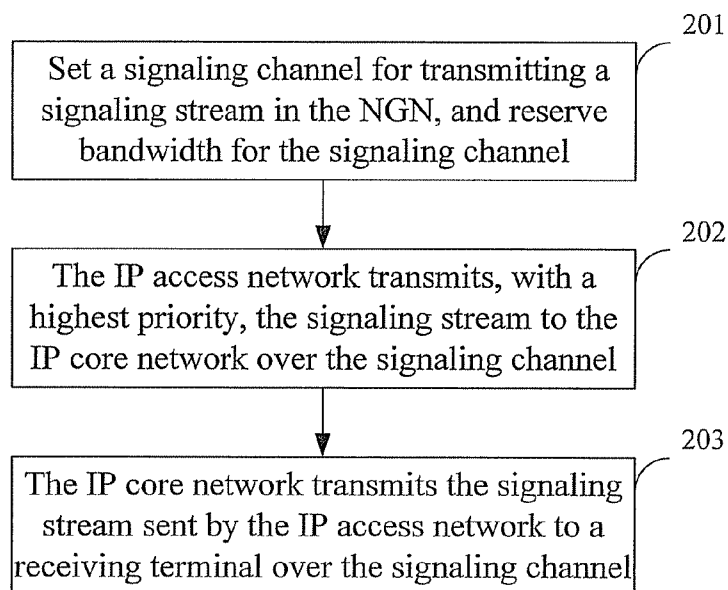 201
Set a signaling channel for transmitting a
signaling stream in the NGN, and reserve
bandwidth for the signaling channel
202
The IP access network transmits, with a
highest priority, the signaling stream to the
IP core network over the signaling channel
203
The IP core network transmits the signaling
stream sent by the IP access network to a
receiving terminal over the signaling channel